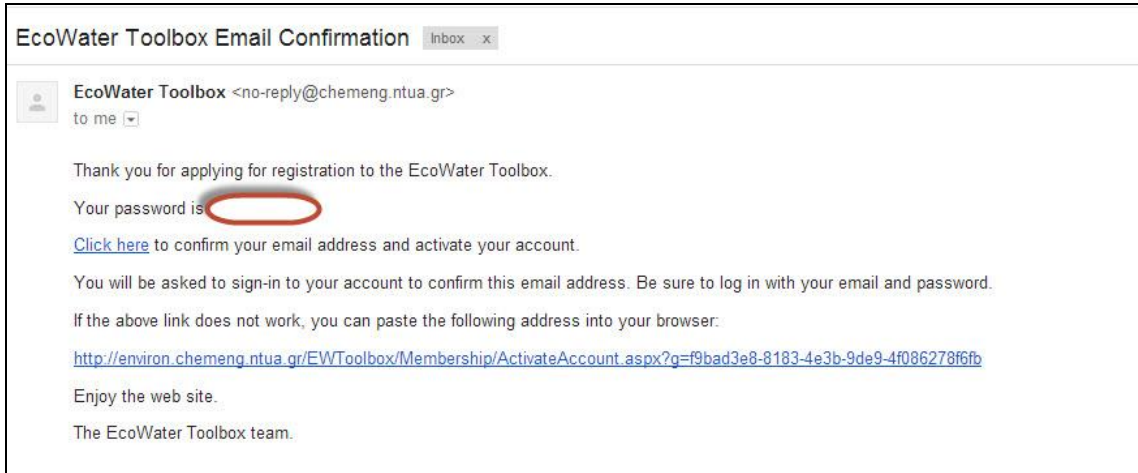 EcoWater Toolbox Email Confirmation Inbox x
EcoWater Toolbox <no-reply@chemeng.ntua.gr>
to me
Thank you for applying for registration to the EcoWater Toolbox.
Your password is
Click here to confirm your email address and activate your account.
You will be asked to sign-in to your account to confirm this email address. Be sure to log in with your email and password.
If the above link does not work, you can paste the following address into your browser:
http://environ.chemeng.ntua.gr/EWToolbox/Membership/ActivateAccount.aspx?g=f9bad3e8-8183-4e3b-9de9-4f086278f6fb
Enjoy the web site.
The EcoWater Toolbox team.